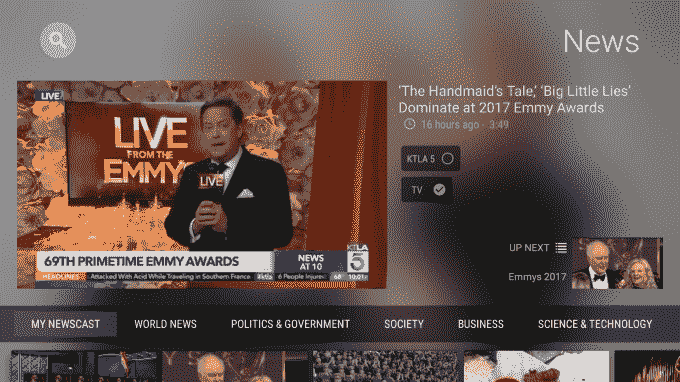 News
LIVE
LIVE
FROM THE
EMMYS
LIVE
69TH PRIMETIME EMMY AWARDS
NEWS
AT 10
KTLA
5
HEADLINES Attacked With Acid While Traveling in Southern France
6 People Injured
68 10:01
'The Handmaid's Tale,' 'Big Little Lies'
Dominate at 2017 Emmy Awards
16 hours ago - 3:49
KTLA 5
TV
UP NEXT
Emmys 2017
MY NEWSCAST
WORLD NEWS
POLITICS & GOVERNMENT
SOCIETY
BUSINESS
SCIENCE & TECHNOLOGY